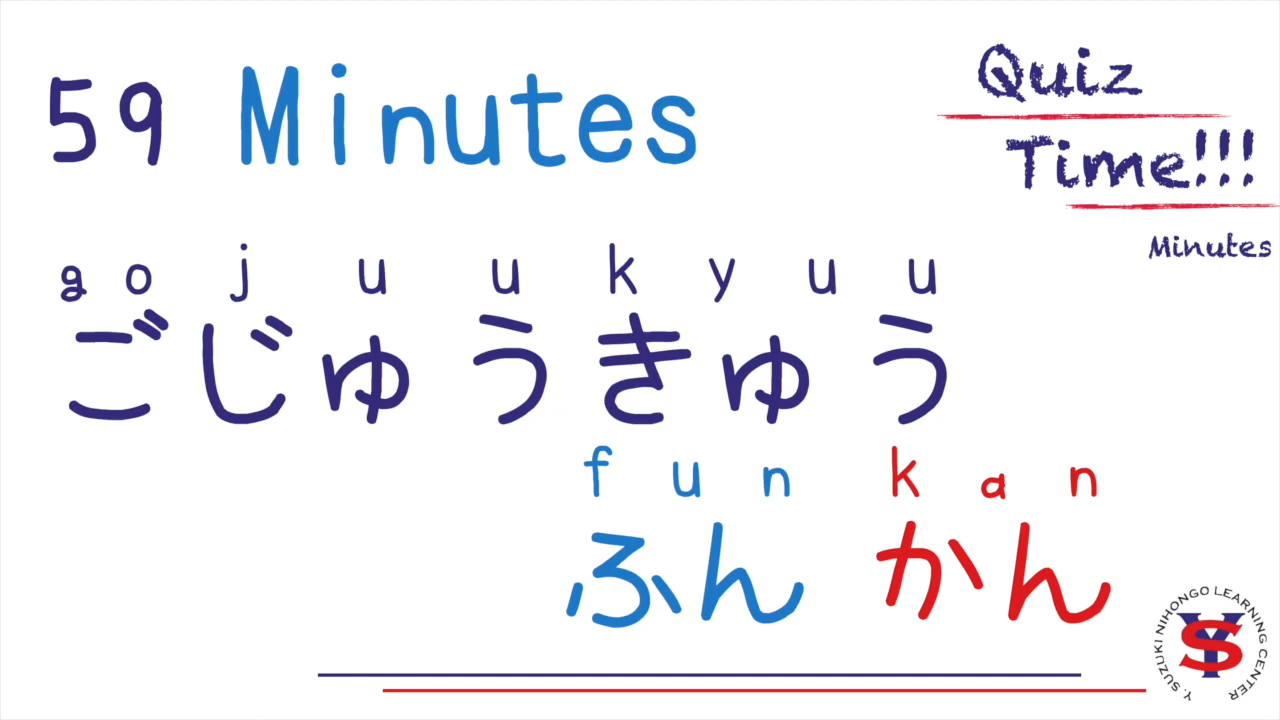 59 Minutes
Quiz
Time!!!
Minutes
g o j u u k y u u
ごじゅうきゅう
f u n k a n
ふんかん
Y. SUZUKI NIHONGO LEARNING CENTER
YS